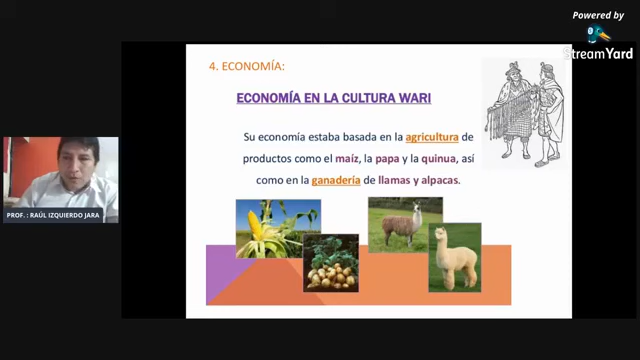 Powered by
StreamYard
4. ECONOMÍA:
ECONOMÍA EN LA CULTURA WARI
Su economía estaba basada en la agricultura de
productos como el maíz, la papa y la quinua, así
como en la ganadería de llamas y alpacas.
PROF. : RAÚL IZQUIERDO JARA